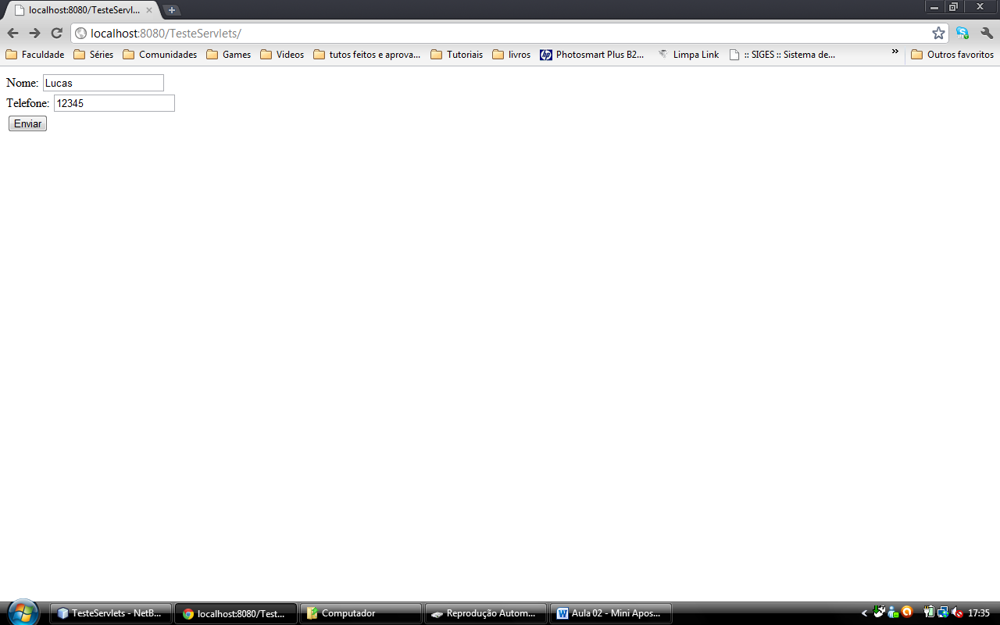 localhost:8080/TesteServl...
localhost:8080/TesteServlets/
Faculdade Séries Comunidades Games Videos tutos feitos e aprova... Tutoriais livros hp Photosmart Plus B2... Limpa Link :: SIGES :: Sistema de... » Outros favoritos
Nome: Lucas
Telefone: 12345
Enviar
TesteServlets - NetB... localhost:8080/Test... Computador Reprodução Autom... Aula 02 - Mini Apos... 17:35